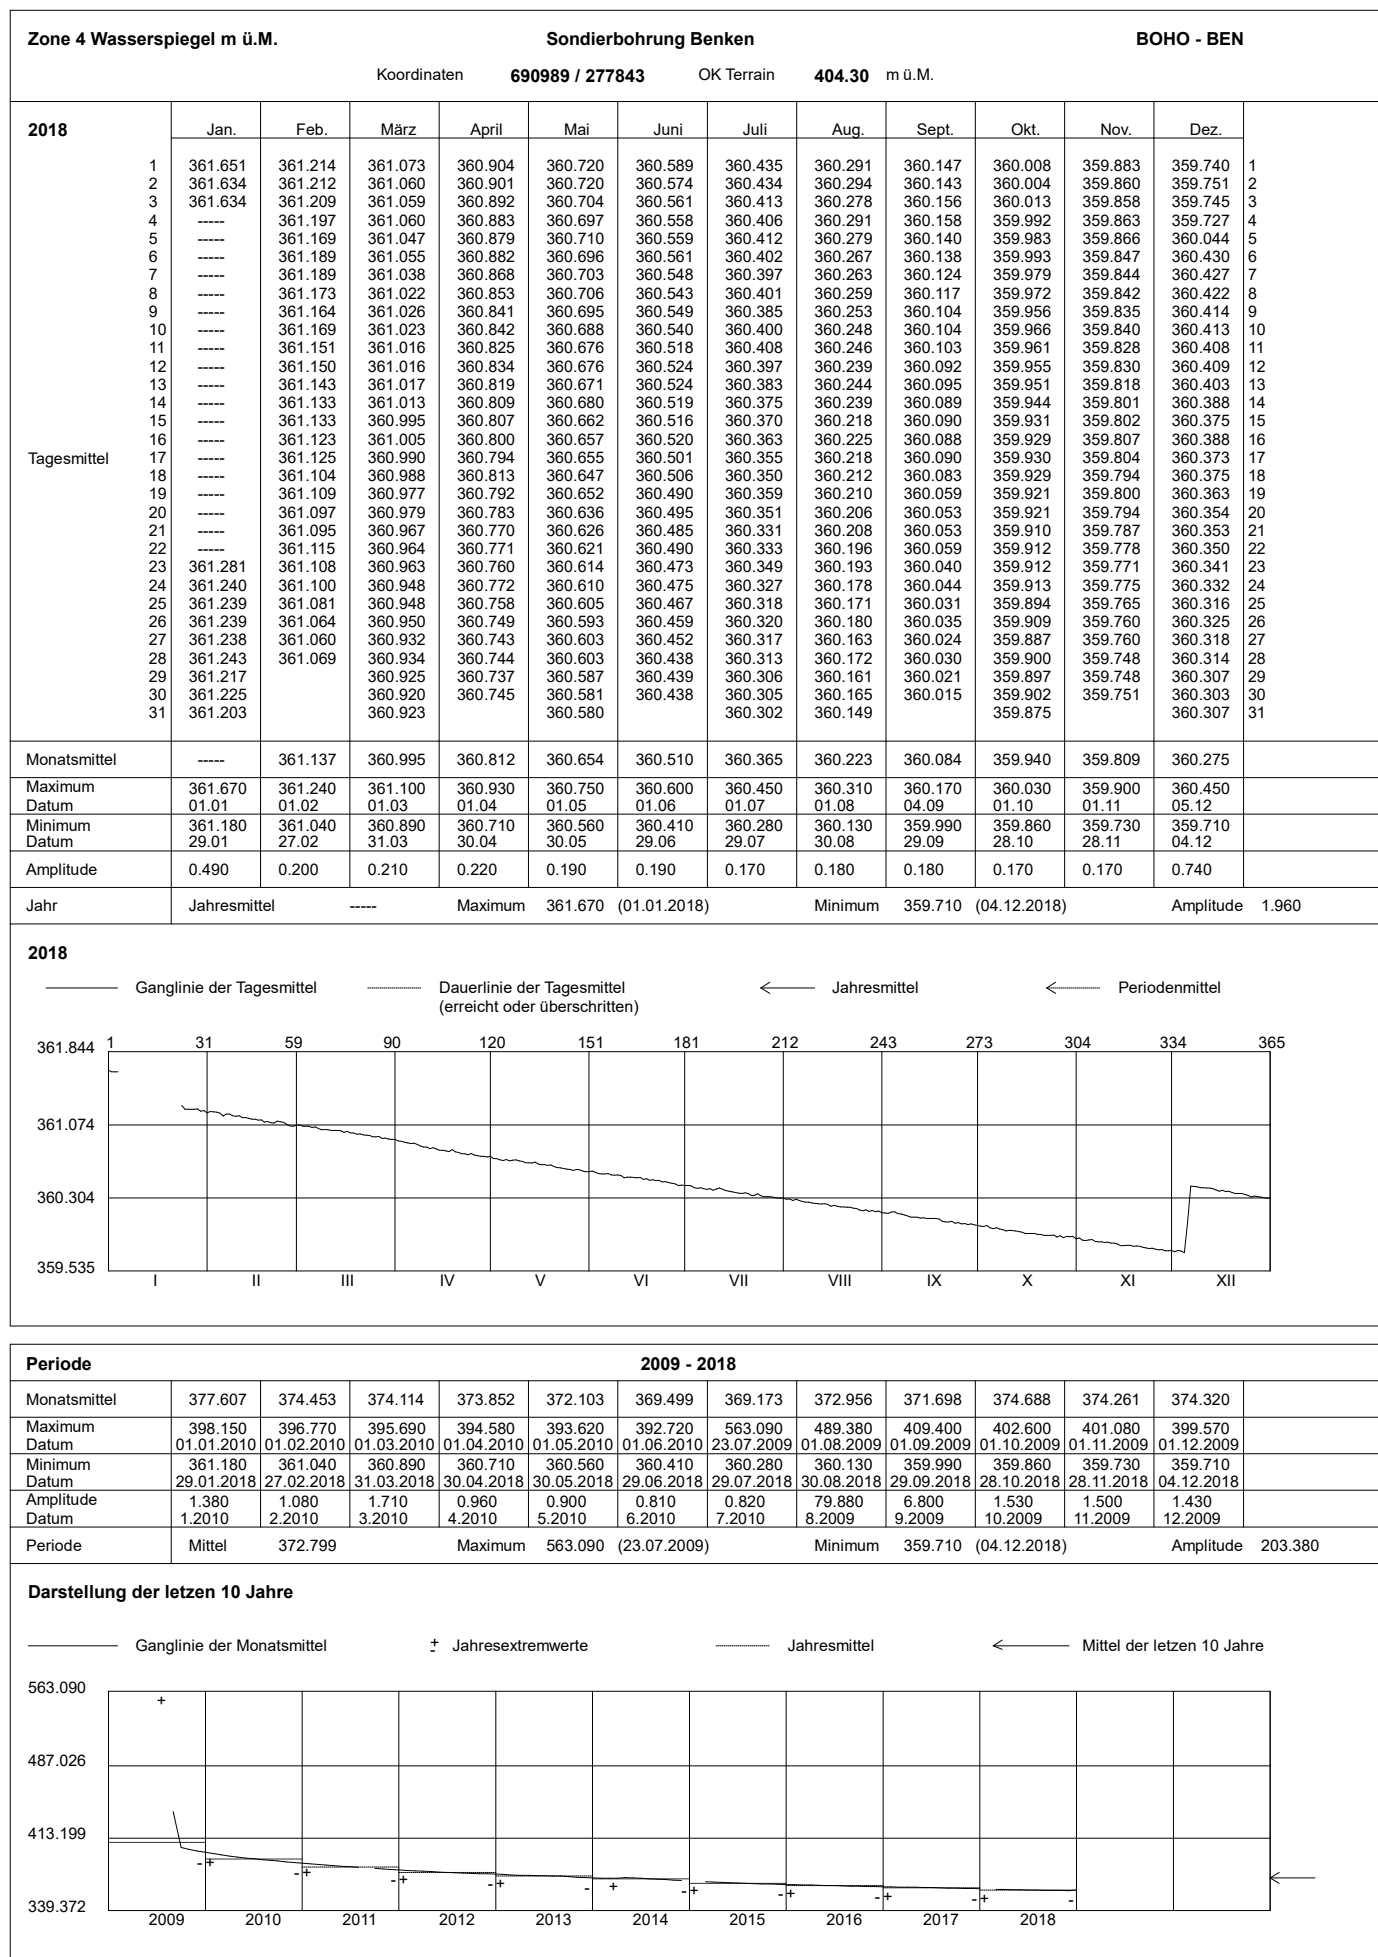 Zone 4 Wasserspiegel m ü.M. Sondierbohrung Benken BOHO - BEN
Koordinaten 690989 / 277843 OK Terrain 404.30 m ü.M.
2018 Jan. Feb. März April Mai Juni Juli Aug. Sept. Okt. Nov. Dez.
1 361.651 361.214 361.073 360.904 360.720 360.589 360.435 360.291 360.147 360.008 359.883 359.740 1
2 361.634 361.212 361.060 360.901 360.720 360.574 360.434 360.294 360.143 360.004 359.860 359.751 2
3 361.634 361.209 361.059 360.892 360.704 360.561 360.413 360.278 360.156 360.013 359.858 359.745 3
4 ----- 361.197 361.060 360.883 360.697 360.558 360.406 360.291 360.158 359.992 359.863 359.727 4
5 ----- 361.169 361.047 360.879 360.710 360.559 360.412 360.279 360.140 359.983 359.866 360.044 5
6 ----- 361.189 361.055 360.882 360.696 360.561 360.402 360.267 360.138 359.993 359.847 360.430 6
7 ----- 361.189 361.038 360.868 360.703 360.548 360.397 360.263 360.124 359.979 359.844 360.427 7
8 ----- 361.173 361.022 360.853 360.706 360.543 360.401 360.259 360.117 359.972 359.842 360.422 8
9 ----- 361.164 361.026 360.841 360.695 360.549 360.385 360.253 360.104 359.956 359.835 360.414 9
10 ----- 361.169 361.023 360.842 360.688 360.540 360.400 360.248 360.104 359.966 359.840 360.413 10
11 ----- 361.151 361.016 360.825 360.676 360.518 360.408 360.246 360.103 359.961 359.828 360.408 11
12 ----- 361.150 361.016 360.834 360.676 360.524 360.397 360.239 360.092 359.955 359.830 360.409 12
13 ----- 361.143 361.017 360.819 360.671 360.524 360.383 360.244 360.095 359.951 359.818 360.403 13
14 ----- 361.133 361.013 360.809 360.680 360.519 360.375 360.239 360.089 359.944 359.801 360.388 14
15 ----- 361.133 360.995 360.807 360.662 360.516 360.370 360.218 360.090 359.931 359.802 360.375 15
16 ----- 361.123 361.005 360.800 360.657 360.520 360.363 360.225 360.088 359.929 359.807 360.388 16
Tagesmittel 17 ----- 361.125 360.990 360.794 360.655 360.501 360.355 360.218 360.090 359.930 359.804 360.373 17
18 ----- 361.104 360.988 360.813 360.647 360.506 360.350 360.212 360.083 359.929 359.794 360.375 18
19 ----- 361.109 360.977 360.792 360.652 360.490 360.359 360.210 360.059 359.921 359.800 360.363 19
20 ----- 361.097 360.979 360.783 360.636 360.495 360.351 360.206 360.053 359.921 359.794 360.354 20
21 ----- 361.095 360.967 360.770 360.626 360.485 360.331 360.208 360.053 359.910 359.787 360.353 21
22 ----- 361.115 360.964 360.771 360.621 360.490 360.333 360.196 360.059 359.912 359.778 360.350 22
23 361.281 361.108 360.963 360.760 360.614 360.473 360.349 360.193 360.040 359.912 359.771 360.341 23
24 361.240 361.100 360.948 360.772 360.610 360.475 360.327 360.178 360.044 359.913 359.775 360.332 24
25 361.239 361.081 360.948 360.758 360.605 360.467 360.318 360.171 360.031 359.894 359.765 360.316 25
26 361.239 361.064 360.950 360.749 360.593 360.459 360.320 360.180 360.035 359.909 359.760 360.325 26
27 361.238 361.060 360.932 360.743 360.603 360.452 360.317 360.163 360.024 359.887 359.760 360.318 27
28 361.243 361.069 360.934 360.744 360.603 360.438 360.313 360.172 360.030 359.900 359.748 360.314 28
29 361.217 360.925 360.737 360.587 360.439 360.306 360.161 360.021 359.897 359.748 360.307 29
30 361.225 360.920 360.745 360.581 360.438 360.305 360.165 360.015 359.902 359.751 360.303 30
31 361.203 360.923 360.580 360.302 360.149 359.875 360.307 31
Monatsmittel ----- 361.137 360.995 360.812 360.654 360.510 360.365 360.223 360.084 359.940 359.809 360.275
Maximum 361.670 361.240 361.100 360.930 360.750 360.600 360.450 360.310 360.170 360.030 359.900 360.450
Datum 01.01 01.02 01.03 01.04 01.05 01.06 01.07 01.08 04.09 01.10 01.11 05.12
Minimum 361.180 361.040 360.890 360.710 360.560 360.410 360.280 360.130 359.990 359.860 359.730 359.710
Datum 29.01 27.02 31.03 30.04 30.05 29.06 29.07 30.08 29.09 28.10 28.11 04.12
Amplitude 0.490 0.200 0.210 0.220 0.190 0.190 0.170 0.180 0.180 0.170 0.170 0.740
Jahr Jahresmittel ----- Maximum 361.670 (01.01.2018) Minimum 359.710 (04.12.2018) Amplitude 1.960
2018
Ganglinie der Tagesmittel Dauerlinie der Tagesmittel Jahresmittel Periodenmittel
(erreicht oder überschritten)
361.844 1 31 59 90 120 151 181 212 243 273 304 334 365
361.074
360.304
359.535
I II III IV V VI VII VIII IX X XI XII
Periode 2009 - 2018
Monatsmittel 377.607 374.453 374.114 373.852 372.103 369.499 369.173 372.956 371.698 374.688 374.261 374.320
Maximum 398.150 396.770 395.690 394.580 393.620 392.720 563.090 489.380 409.400 402.600 401.080 399.570
Datum 01.01.2010 01.02.2010 01.03.2010 01.04.2010 01.05.2010 01.06.2010 23.07.2009 01.08.2009 01.09.2009 01.10.2009 01.11.2009 01.12.2009
Minimum 361.180 361.040 360.890 360.710 360.560 360.410 360.280 360.130 359.990 359.860 359.730 359.710
Datum 29.01.2018 27.02.2018 31.03.2018 30.04.2018 30.05.2018 29.06.2018 29.07.2018 30.08.2018 29.09.2018 28.10.2018 28.11.2018 04.12.2018
Amplitude 1.380 1.080 1.710 0.960 0.900 0.810 0.820 79.880 6.800 1.530 1.500 1.430
Datum 1.2010 2.2010 3.2010 4.2010 5.2010 6.2010 7.2010 8.2009 9.2009 10.2009 11.2009 12.2009
Periode Mittel 372.799 Maximum 563.090 (23.07.2009) Minimum 359.710 (04.12.2018) Amplitude 203.380
Darstellung der letzen 10 Jahre
Ganglinie der Monatsmittel + - Jahresextremwerte Jahresmittel Mittel der letzen 10 Jahre
563.090
487.026
413.199
339.372
2009 2010 2011 2012 2013 2014 2015 2016 2017 2018